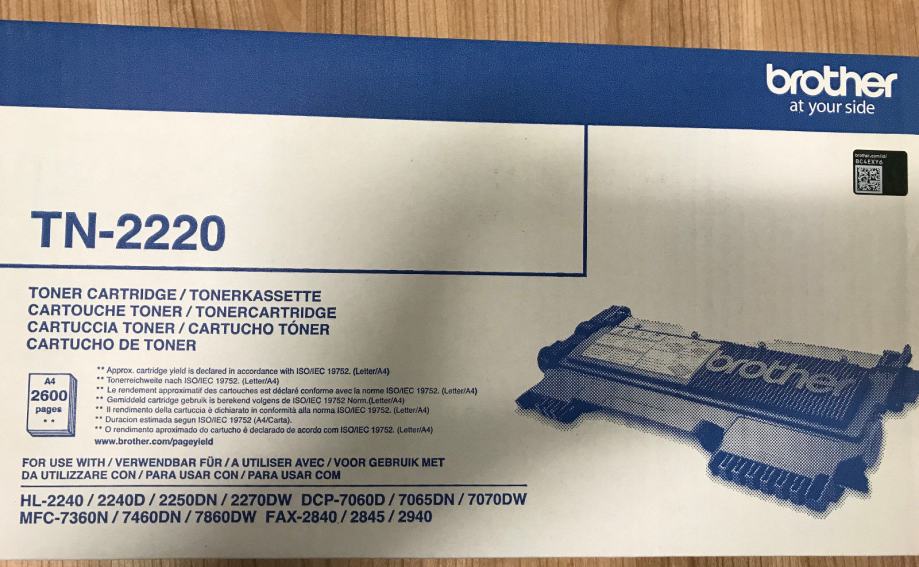 brother
at your side
brother.com/id/
BC4EXY6
TN-2220
TONER CARTRIDGE / TONERKASSETTE
CARTOUCHE TONER / TONERCARTRIDGE
CARTUCCIA TONER / CARTUCHO TÓNER
CARTUCHO DE TONER
A4
2600
pages
**
** Approx. cartridge yield is declared in accordance with ISO/IEC 19752. (Letter/A4)
** Tonerreichweite nach ISO/IEC 19752. (Letter/A4)
** Le rendement approximatif des cartouches est déclaré conforme avec la norme ISO/IEC 19752. (Letter/A4)
** Gemiddeld cartridge gebruik is berekend volgens de ISO/IEC 19752 Norm.(Letter/A4)
** Il rendimento della cartuccia è dichiarato in conformità alla norma ISO/IEC 19752. (Letter/A4)
** Duracion estimada segun ISO/IEC 19752 (A4/Carta).
** O rendimento aproximado do cartucho é declarado de acordo com ISO/IEC 19752. (Letter/A4)
www.brother.com/pageyield
FOR USE WITH / VERWENDBAR FÜR / A UTILISER AVEC / VOOR GEBRUIK MET
DA UTILIZZARE CON / PARA USAR CON / PARA USAR COM
HL-2240 / 2240D / 2250DN / 2270DW DCP-7060D / 7065DN / 7070DW
MFC-7360N / 7460DN / 7860DW FAX-2840 / 2845 / 2940
brother